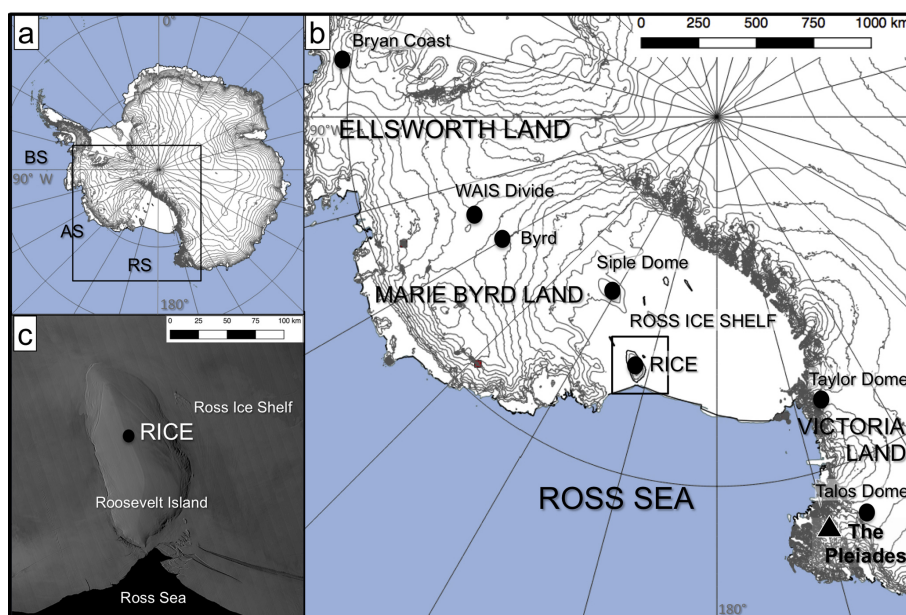 a
0°
BS
90° W
AS
RS
180°
b
0
250
500
750
1000 km
Bryan Coast
90°W
ELLSWORTH LAND
WAIS Divide
Byrd
Siple Dome
MARIE BYRD LAND
ROSS ICE SHELF
RICE
Taylor Dome
VICTORIA
LAND
ROSS SEA
Talos Dome
The
Pleiades
180°
c
0
25
50
75
100 km
Ross Ice Shelf
RICE
Roosevelt Island
Ross Sea